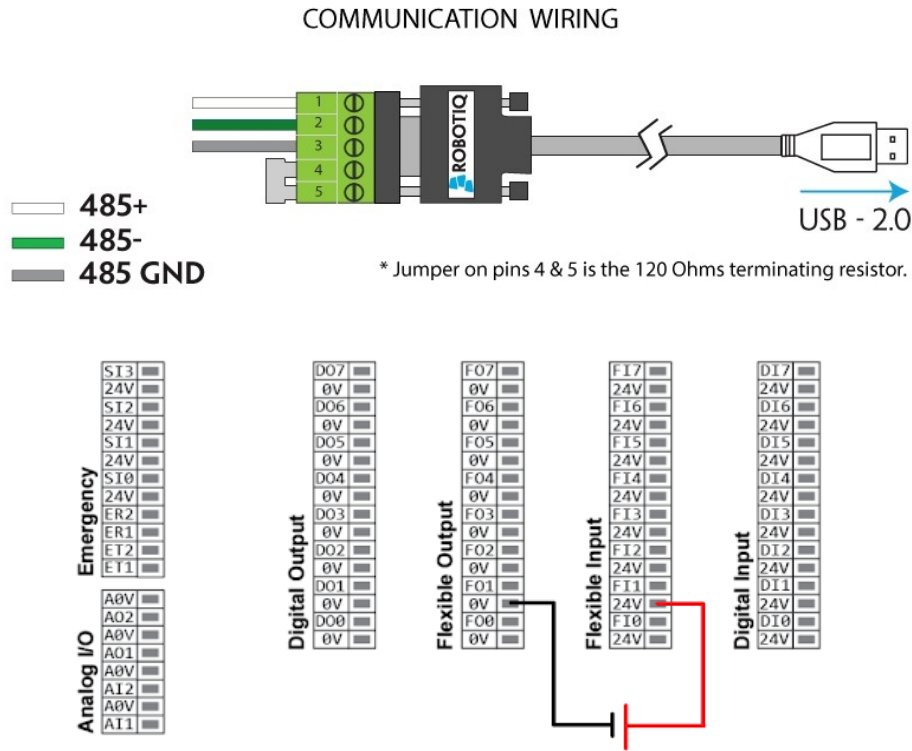 COMMUNICATION WIRING
1
2
3
4
5
ROBOTIQ
USB - 2.0
485+
485-
485 GND
* Jumper on pins 4 & 5 is the 120 Ohms terminating resistor.
Emergency
SI3
24V
SI2
24V
SI1
24V
SI0
24V
ER2
ER1
ET2
ET1
Analog I/O
A0V
AO2
A0V
AO1
A0V
AI2
A0V
AI1
Digital Output
DO7
0V
DO6
0V
DO5
0V
DO4
0V
DO3
0V
DO2
0V
DO1
0V
DO0
0V
Flexible Output
FO7
0V
FO6
0V
FO5
0V
FO4
0V
FO3
0V
FO2
0V
FO1
0V
FO0
0V
Flexible Input
FI7
24V
FI6
24V
FI5
24V
FI4
24V
FI3
24V
FI2
24V
FI1
24V
FI0
24V
Digital Input
DI7
24V
DI6
24V
DI5
24V
DI4
24V
DI3
24V
DI2
24V
DI1
24V
DI0
24V